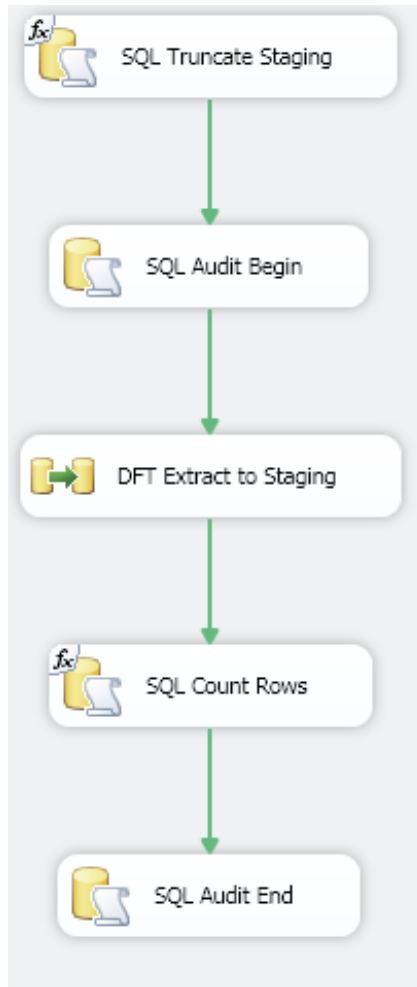 fx
SQL Truncate Staging
SQL Audit Begin
DFT Extract to Staging
fx
SQL Count Rows
SQL Audit End